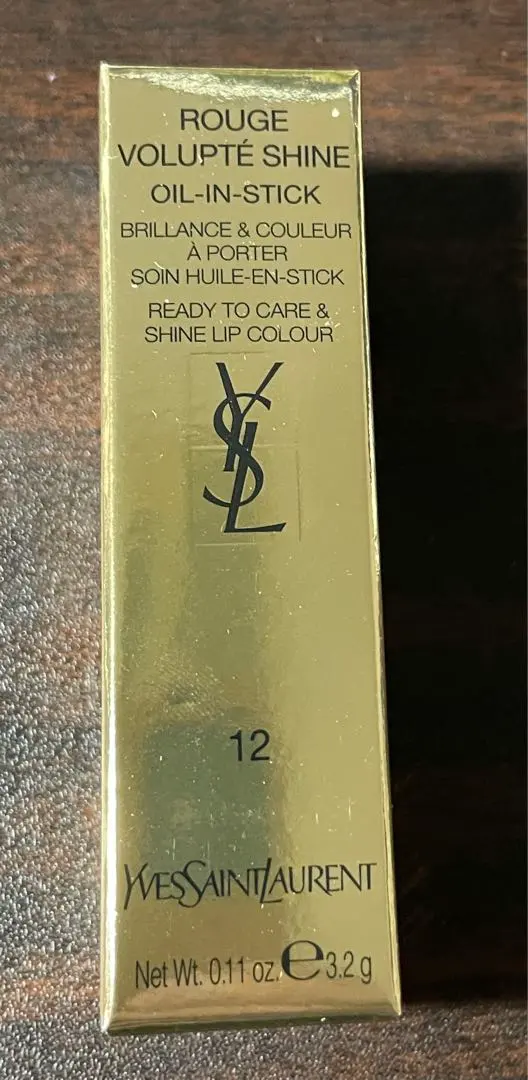 ROUGE
VOLUPTÉ SHINE
OIL-IN-STICK
BRILLANCE & COULEUR
À PORTER
SOIN HUILE-EN-STICK
READY TO CARE &
SHINE LIP COLOUR
YSL
12
YVESSAINTLAURENT
Net Wt. 0.11 oz. ℮ 3.2 g